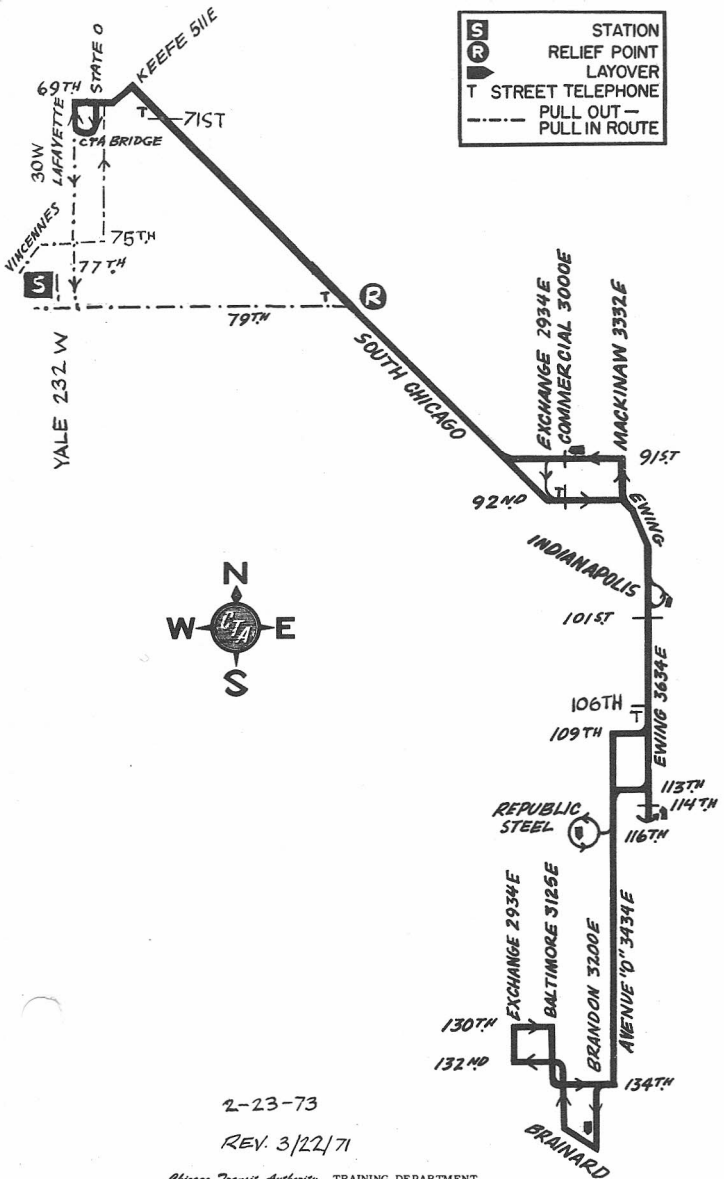 KEEFE 511E
STATE 0
69TH
71ST
CTA BRIDGE
LAFAYETTE
30W
VINCENNES
75TH
77TH
S
79TH
YALE 232 W
T
T
R
SOUTH CHICAGO
S STATION
R RELIEF POINT
LAYOVER
T STREET TELEPHONE
PULL OUT —
PULL IN ROUTE
EXCHANGE 2934E
COMMERCIAL 3000E
MACKINAW 3332E
91ST
92ND
T
EWING
INDIANAPOLIS
101ST
106TH
T
EWING 3634E
109TH
113TH
114TH
116TH
REPUBLIC
STEEL
EXCHANGE 2934E
BALTIMORE 3125E
BRANDON 3200E
AVENUE "O" 3434E
130TH
132ND
134TH
BRAINARD
N
W CTA E
S
2-23-73
REV. 3/22/71
Chicago Transit Authority TRAINING DEPARTMENT